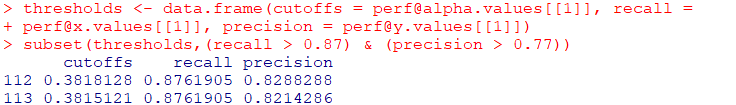 > thresholds <- data.frame(cutoffs = perf@alpha.values[[1]], recall =
+ perf@x.values[[1]], precision = perf@y.values[[1]])
> subset(thresholds,(recall > 0.87) & (precision > 0.77))
      cutoffs    recall precision
112 0.3818128 0.8761905 0.8288288
113 0.3815121 0.8761905 0.8214286